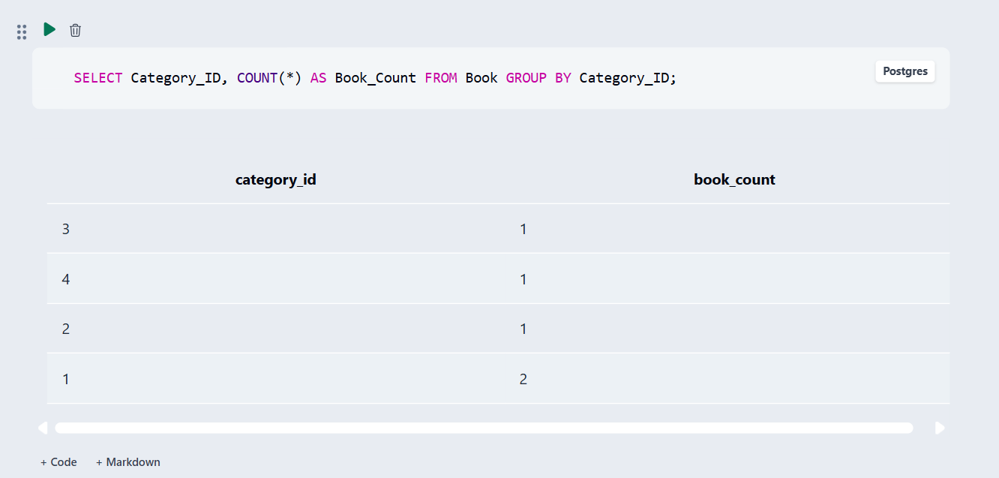 SELECT Category_ID, COUNT(*) AS Book_Count FROM Book GROUP BY Category_ID;
Postgres
category_id book_count
3 1
4 1
2 1
1 2
+ Code + Markdown